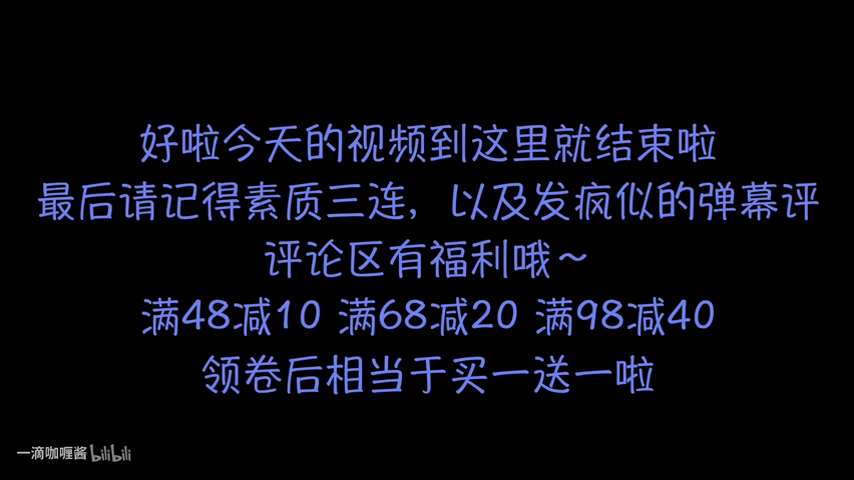 好啦今天的视频到这里就结束啦
最后请记得素质三连，以及发疯似的弹幕评
评论区有福利哦～
满48减10 满68减20 满98减40
领卷后相当于买一送一啦
一滴咖喱酱 bilibili